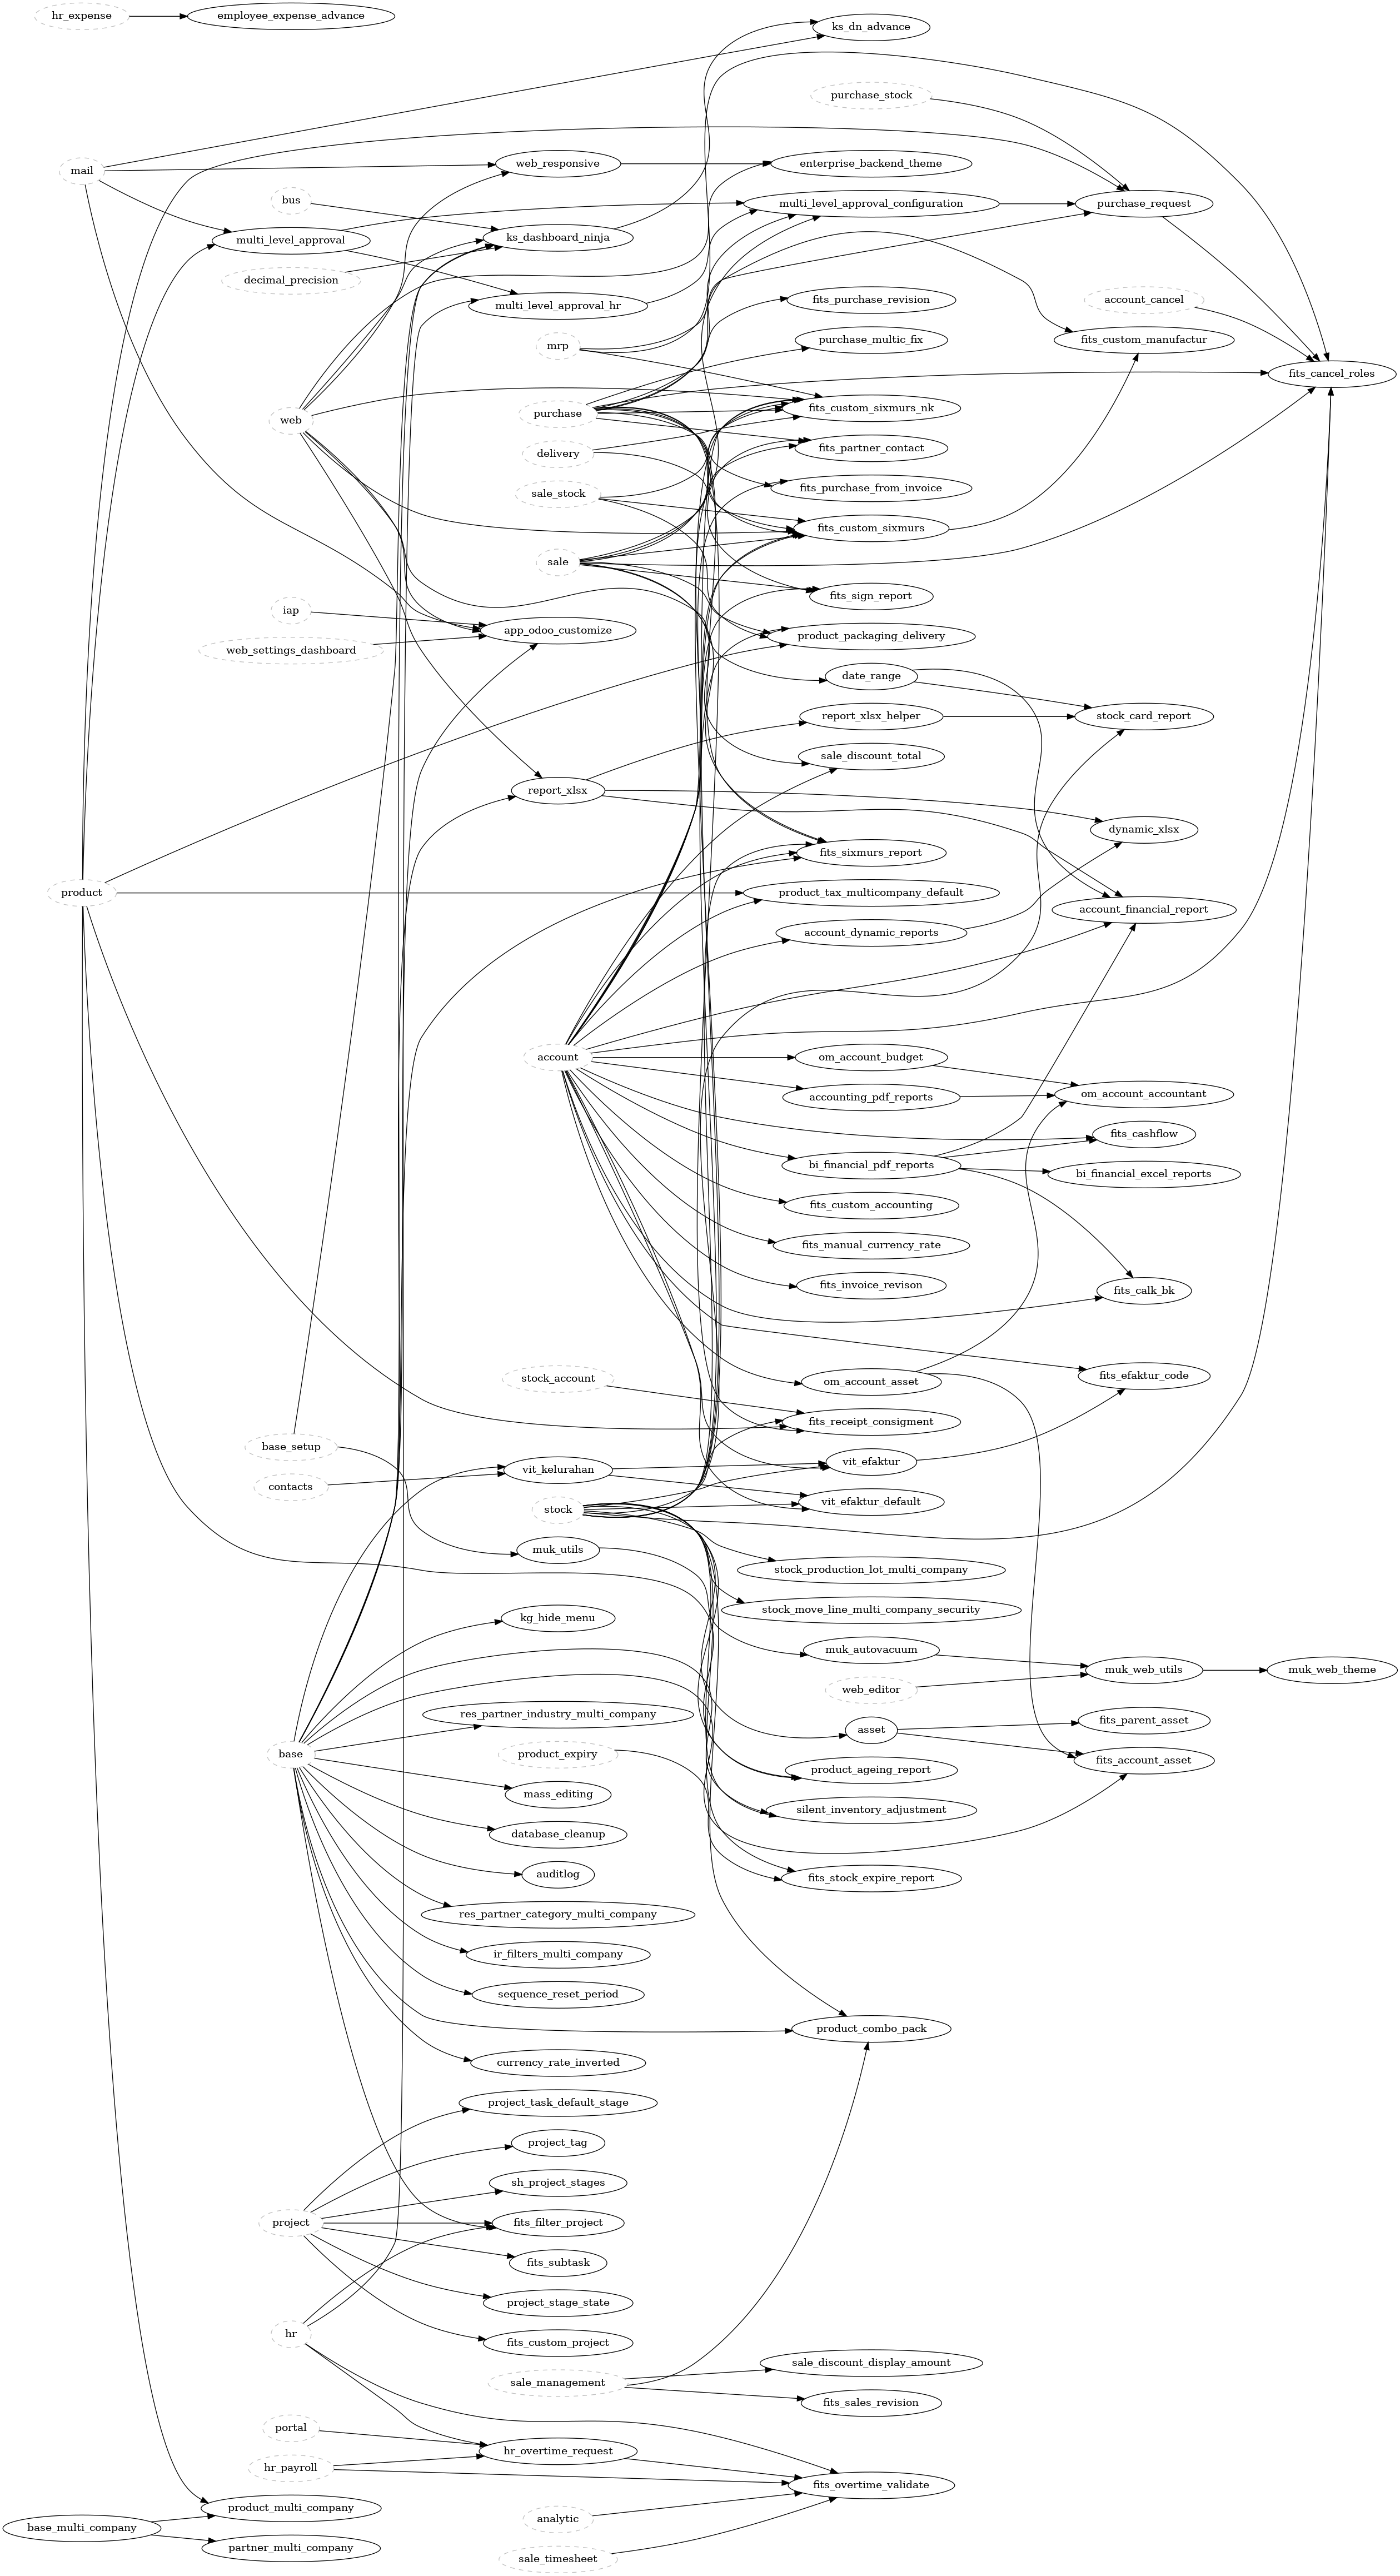 hr_expense
employee_expense_advance
ks_dn_advance
purchase_stock
mail
web_responsive
enterprise_backend_theme
bus
multi_level_approval_configuration
purchase_request
multi_level_approval
ks_dashboard_ninja
decimal_precision
multi_level_approval_hr
fits_purchase_revision
account_cancel
mrp
purchase_multic_fix
fits_custom_manufactur
fits_cancel_roles
web
purchase
fits_custom_sixmurs_nk
delivery
fits_partner_contact
sale_stock
fits_purchase_from_invoice
fits_custom_sixmurs
sale
fits_sign_report
iap
app_odoo_customize
product_packaging_delivery
web_settings_dashboard
date_range
report_xlsx_helper
stock_card_report
sale_discount_total
report_xlsx
dynamic_xlsx
fits_sixmurs_report
product
product_tax_multicompany_default
account_financial_report
account_dynamic_reports
account
om_account_budget
accounting_pdf_reports
om_account_accountant
fits_cashflow
bi_financial_pdf_reports
bi_financial_excel_reports
fits_custom_accounting
fits_manual_currency_rate
fits_invoice_revison
fits_calk_bk
stock_account
om_account_asset
fits_efaktur_code
fits_receipt_consigment
base_setup
vit_efaktur
contacts
vit_kelurahan
vit_efaktur_default
stock
muk_utils
stock_production_lot_multi_company
stock_move_line_multi_company_security
kg_hide_menu
muk_autovacuum
muk_web_utils
muk_web_theme
web_editor
res_partner_industry_multi_company
asset
fits_parent_asset
base
product_expiry
product_ageing_report
fits_account_asset
mass_editing
silent_inventory_adjustment
database_cleanup
auditlog
fits_stock_expire_report
res_partner_category_multi_company
ir_filters_multi_company
sequence_reset_period
product_combo_pack
currency_rate_inverted
project_task_default_stage
project_tag
sh_project_stages
project
fits_filter_project
fits_subtask
project_stage_state
hr
fits_custom_project
sale_discount_display_amount
sale_management
fits_sales_revision
portal
hr_overtime_request
hr_payroll
fits_overtime_validate
product_multi_company
analytic
base_multi_company
partner_multi_company
sale_timesheet